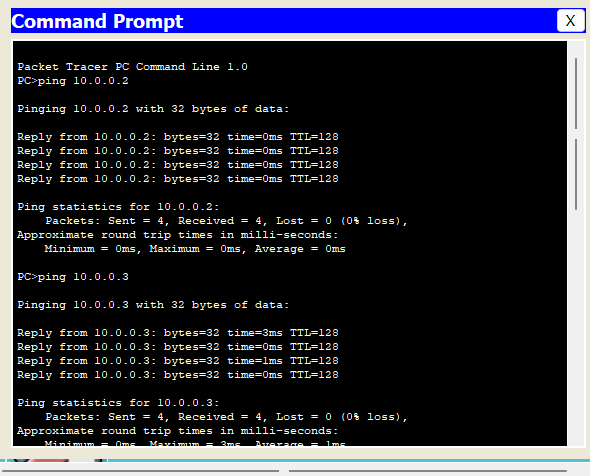 Command Prompt
X
Packet Tracer PC Command Line 1.0
PC>ping 10.0.0.2
Pinging 10.0.0.2 with 32 bytes of data:
Reply from 10.0.0.2: bytes=32 time=0ms TTL=128
Reply from 10.0.0.2: bytes=32 time=0ms TTL=128
Reply from 10.0.0.2: bytes=32 time=0ms TTL=128
Reply from 10.0.0.2: bytes=32 time=0ms TTL=128
Ping statistics for 10.0.0.2:
    Packets: Sent = 4, Received = 4, Lost = 0 (0% loss),
Approximate round trip times in milli-seconds:
    Minimum = 0ms, Maximum = 0ms, Average = 0ms
PC>ping 10.0.0.3
Pinging 10.0.0.3 with 32 bytes of data:
Reply from 10.0.0.3: bytes=32 time=3ms TTL=128
Reply from 10.0.0.3: bytes=32 time=0ms TTL=128
Reply from 10.0.0.3: bytes=32 time=1ms TTL=128
Reply from 10.0.0.3: bytes=32 time=0ms TTL=128
Ping statistics for 10.0.0.3:
    Packets: Sent = 4, Received = 4, Lost = 0 (0% loss),
Approximate round trip times in milli-seconds:
    Minimum = 0ms, Maximum = 3ms, Average = 1ms